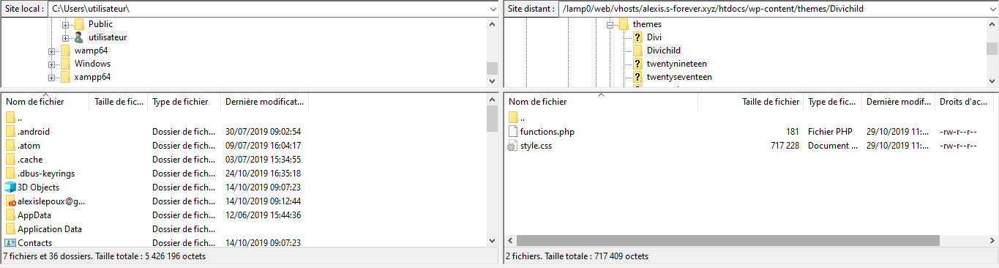 Site local : C:\Users\utilisateur\
Public
utilisateur
wamp64
Windows
xampp64
Nom de fichier Taille de fic... Type de fichier Dernière modificat...
..
.android Dossier de fich... 30/07/2019 09:02:54
.atom Dossier de fich... 09/07/2019 16:04:17
.cache Dossier de fich... 03/07/2019 15:34:55
.dbus-keyrings Dossier de fich... 24/10/2019 16:35:18
3D Objects Dossier de fich... 14/10/2019 09:07:23
alexislepoux@g... Dossier de fich... 14/10/2019 09:12:44
AppData Dossier de fich... 12/06/2019 15:44:36
Application Data Dossier de fich...
Contacts Dossier de fich... 14/10/2019 09:07:23
7 fichiers et 36 dossiers. Taille totale : 5 426 196 octets
Site distant : /lamp0/web/vhosts/alexis.s-forever.xyz/htdocs/wp-content/themes/Divichild
themes
? Divi
Divichild
? twentynineteen
? twentyseventeen
Nom de fichier Taille de fichier Type de fic... Dernière modif... Droits d'ac...
..
functions.php 181 Fichier PHP 29/10/2019 11:... -rw-r--r--
style.css 717 228 Document ... 29/10/2019 11:... -rw-r--r--
2 fichiers. Taille totale : 717 409 octets